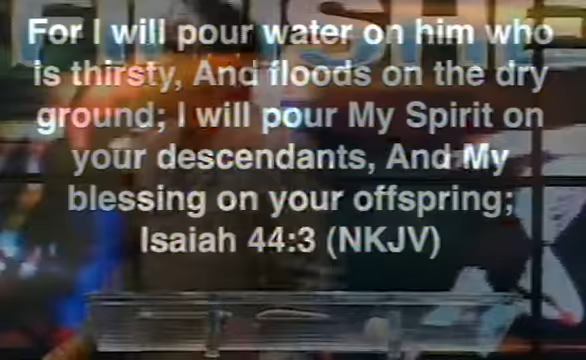 For I will pour water on him who
is thirsty, And floods on the dry
ground; I will pour My Spirit on
your descendants, And My
blessing on your offspring;
Isaiah 44:3 (NKJV)